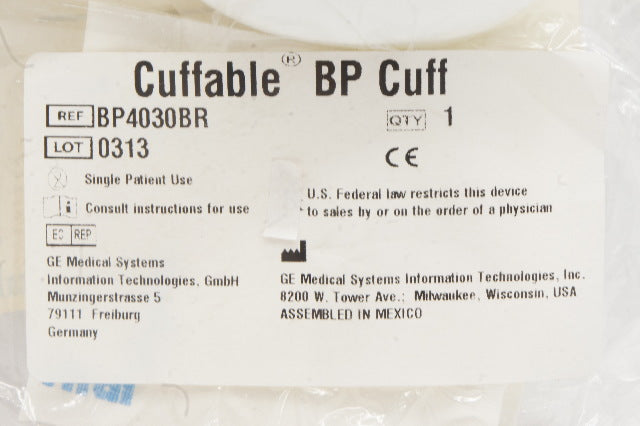 Cuffable® BP Cuff
REF BP4030BR
QTY 1
LOT 0313
CE
Single Patient Use
Consult instructions for use
U.S. Federal law restricts this device
to sales by or on the order of a physician
EC REP
GE Medical Systems
Information Technologies, GmbH
Munzingerstrasse 5
79111 Freiburg
Germany
GE Medical Systems Information Technologies, Inc.
8200 W. Tower Ave.; Milwaukee, Wisconsin, USA
ASSEMBLED IN MEXICO